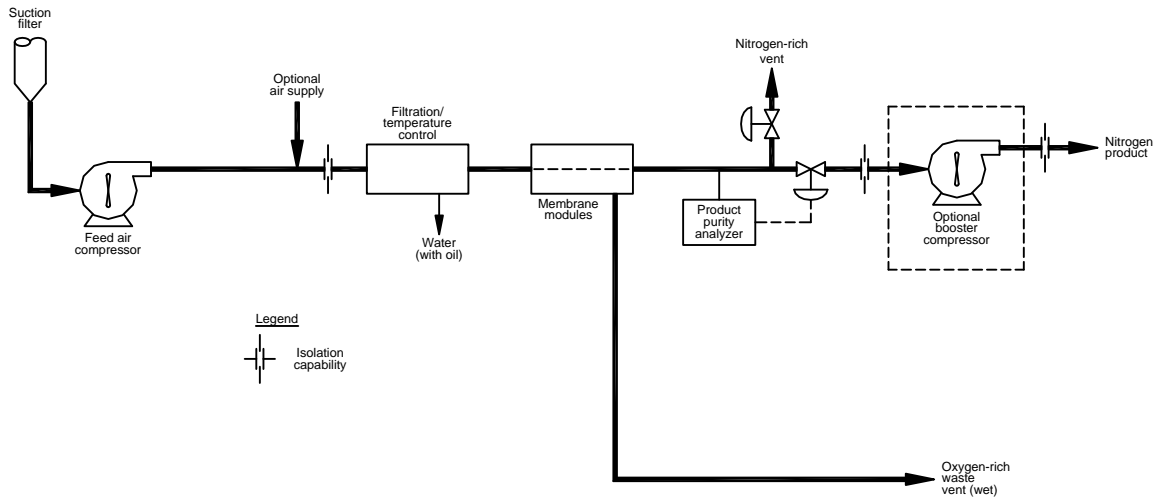 Suction
filter
Optional
air supply
Filtration/
temperature
control
Nitrogen-rich
vent
Nitrogen
product
Membrane
modules
Product
purity
analyzer
Optional
booster
compressor
Feed air
compressor
Water
(with oil)
Legend
Isolation
capability
Oxygen-rich
waste
vent (wet)